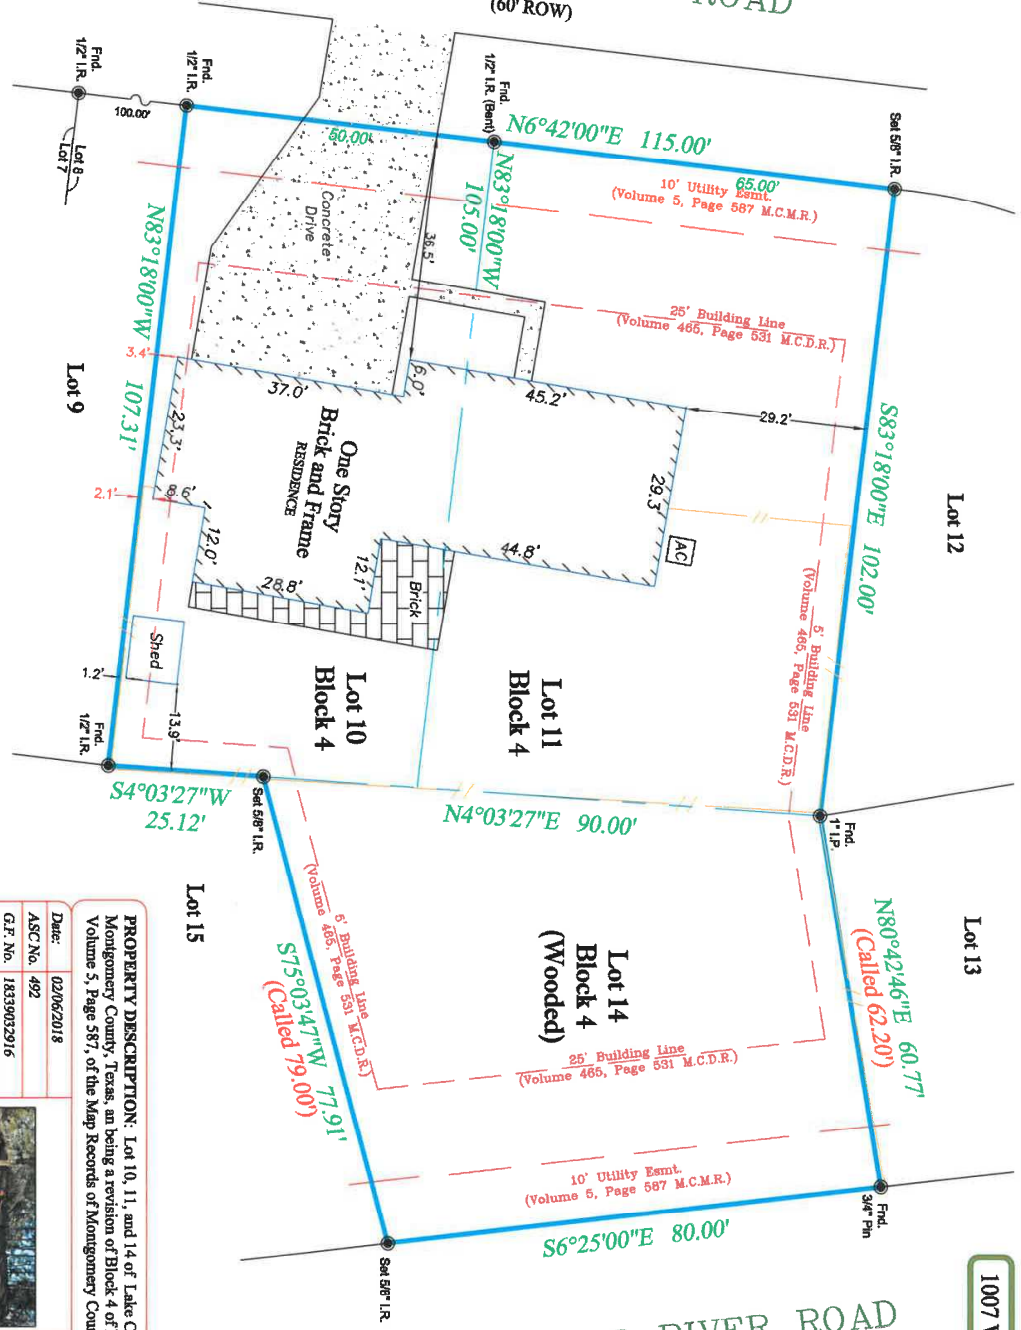 ROAD
(60' ROW)
Fnd.
1/2" I.R.
Fnd.
1/2" I.R.
100.00'
Lot 8
Lot 7
50.00'
Fnd.
1/2" I.R. (Bent)
N6°42'00"E 115.00'
65.00'
Set 5/8" I.R.
10' Utility Esmt.
(Volume 5, Page 587 M.C.M.R.)
N83°18'00"W
105.00'
Concrete
Drive
36.5'
25' Building Line
(Volume 465, Page 531 M.C.D.R.)
N83°18'00"W 107.31'
3.4'
Lot 9
37.0'
6.0'
45.2'
29.2'
S83°18'00"E 102.00'
Lot 12
23.3'
One Story
Brick and Frame
RESIDENCE
29.3'
2.1'
8.6'
12.0'
28.8'
12.1'
44.8'
AC
Brick
5' Building Line
(Volume 465, Page 531 M.C.D.R.)
Shed
1.2'
13.9'
Lot 10
Block 4
Lot 11
Block 4
Fnd.
1/2" I.R.
S4°03'27"W
25.12'
Set 5/8" I.R.
N4°03'27"E 90.00'
Fnd.
1" I.P.
Lot 15
5' Building Line
(Volume 465, Page 531 M.C.D.R.)
S75°03'47"W 77.91'
(Called 79.00')
Lot 14
Block 4
(Wooded)
N80°42'46"E 60.77'
(Called 62.20')
Lot 13
25' Building Line
(Volume 465, Page 531 M.C.D.R.)
10' Utility Esmt.
(Volume 5, Page 587 M.C.M.R.)
Fnd.
3/4" Pin
S6°25'00"E 80.00'
Set 5/8" I.R.
RIVER ROAD
1007
PROPERTY DESCRIPTION: Lot 10, 11, and 14 of Lake C
Montgomery County, Texas, an being a revision of Block 4 of
Volume 5, Page 587, of the Map Records of Montgomery Cou
Date: 02/06/2018
ASC No. 492
G.F. No. 18339032916